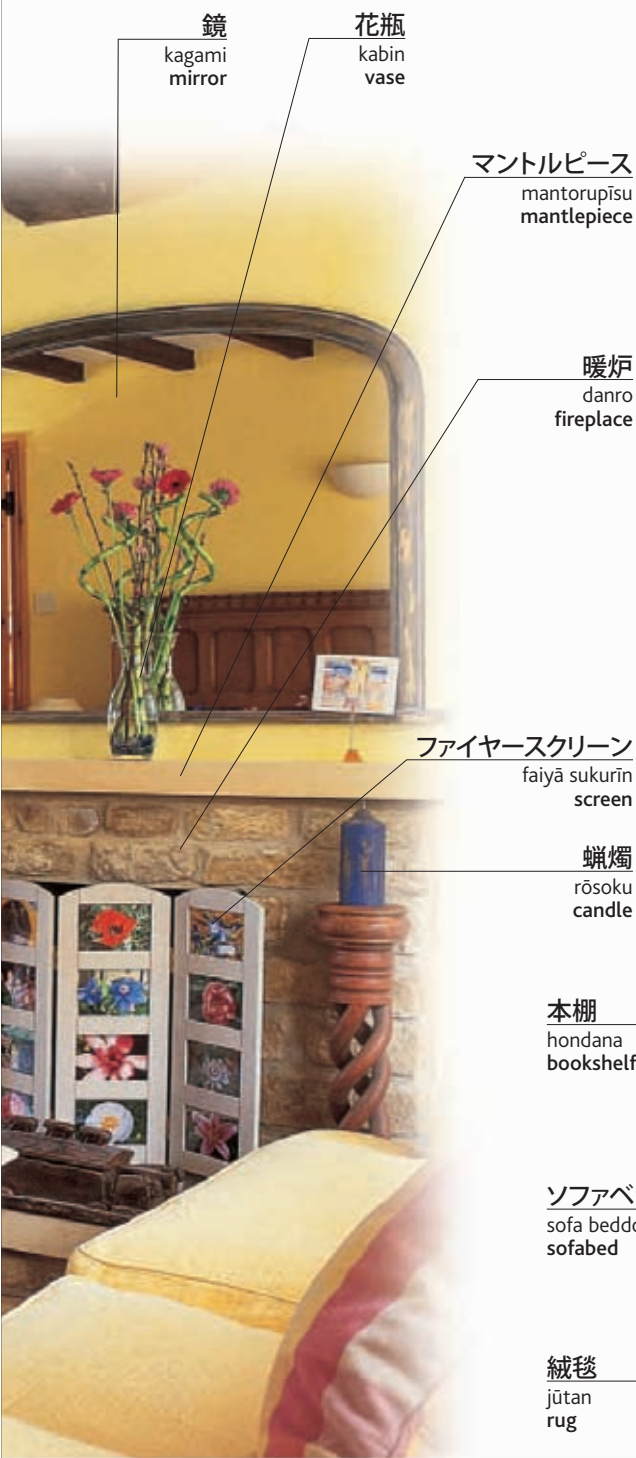 鏡
kagami
mirror
花瓶
kabin
vase
マントルピース
mantorupīsu
mantlepiece
暖炉
danro
fireplace
ファイヤースクリーン
faiyā sukurīn
screen
蝋燭
rōsoku
candle
本棚
hondana
bookshelf
ソファベ
sofa beddo
sofabed
絨毯
jūtan
rug